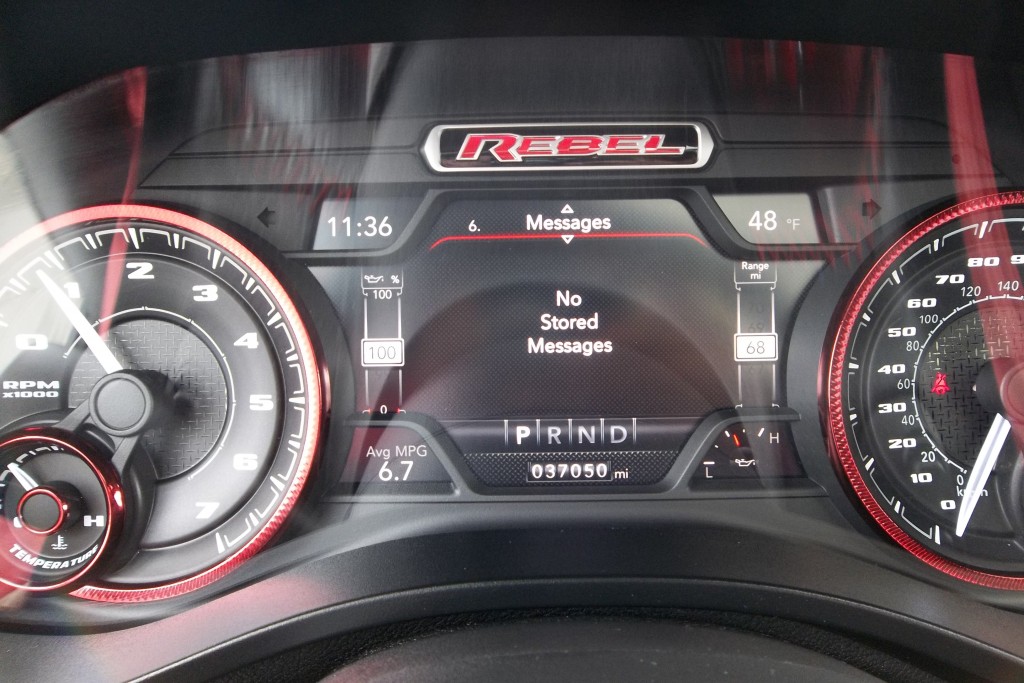 REBEL
11:36
6. Messages
48 °F
%
100
100
0
No
Stored
Messages
Range
mi
68
Avg MPG
6.7
P R N D
037050 mi
H
L
0
1
2
3
4
5
6
7
RPM
X1000
H
TEMPERATURE
0
10
20
30
40
50
60
70
80
9
0
20
40
60
80
100
120
140